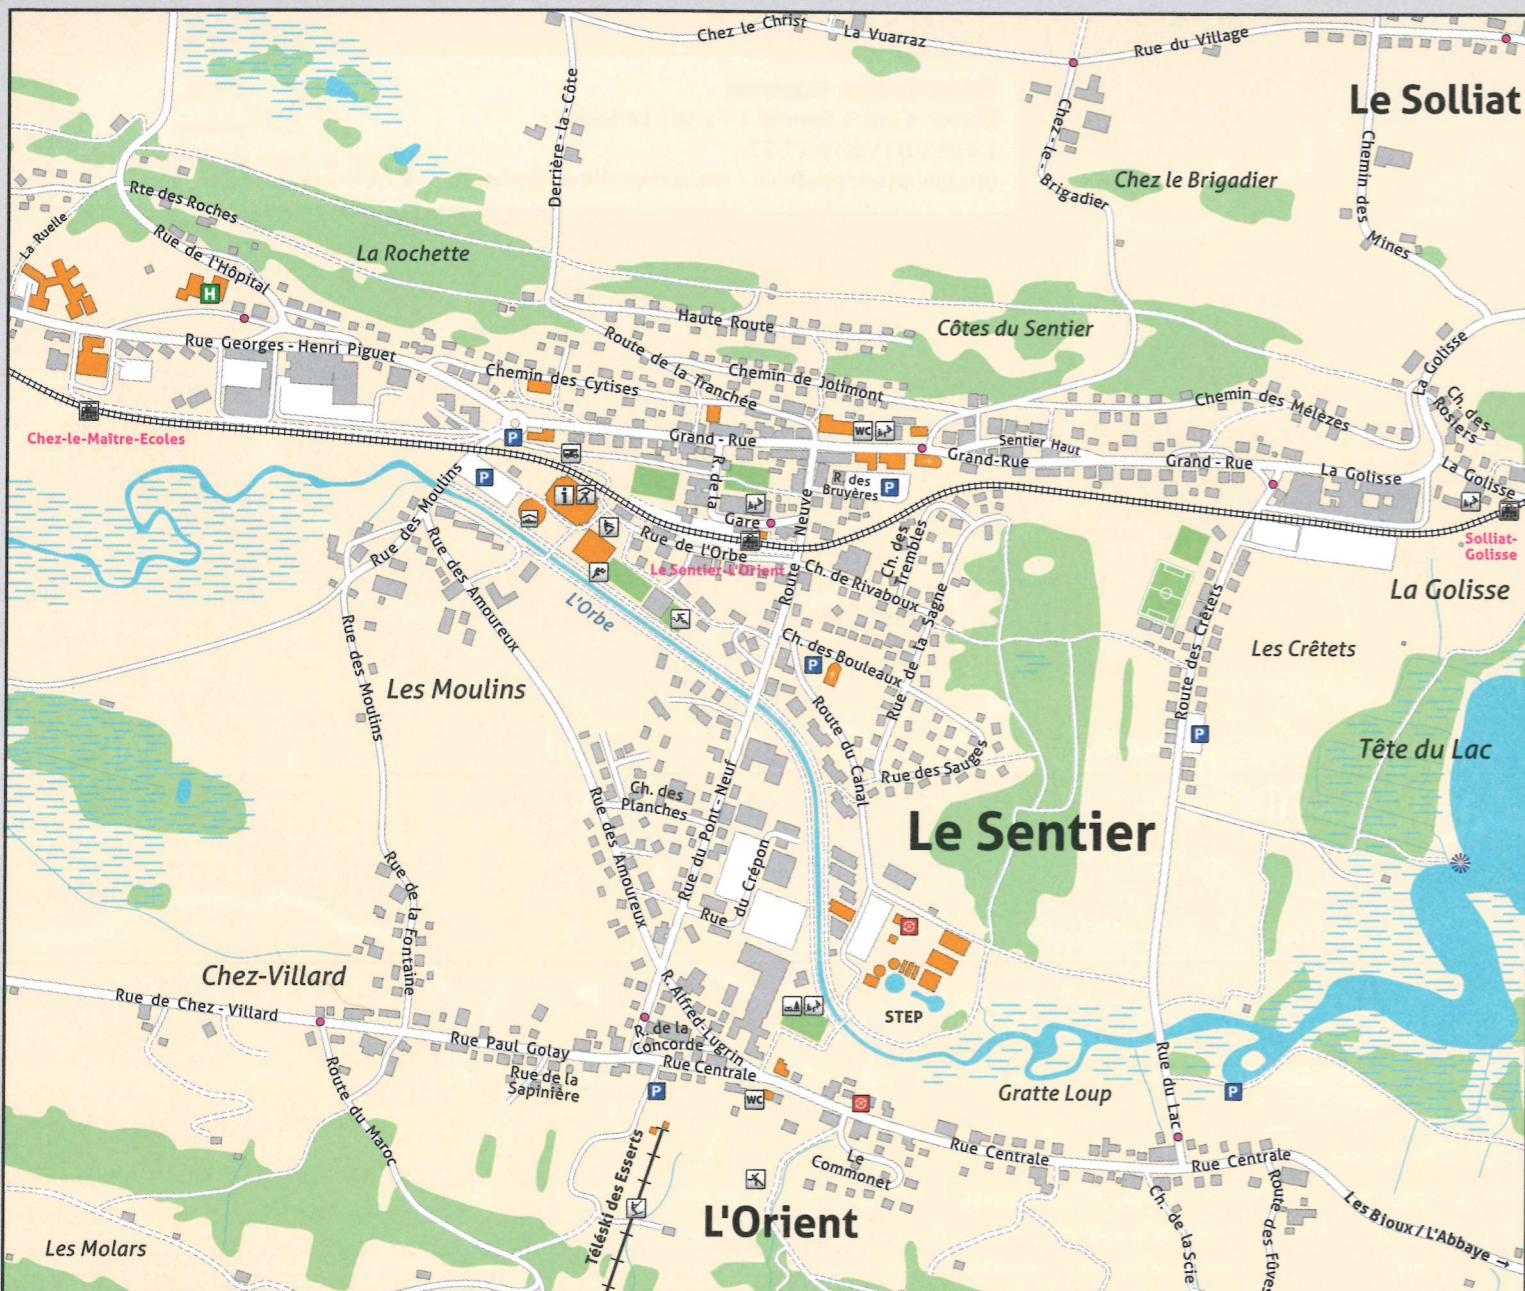 Chez le Christ
La Vuarraz
Rue du Village
Le Solliat
Derrière - la - Côte
Chez - le - Brigadier
Chez le Brigadier
Chemin des Mines
Rte des Roches
La Ruelle
Rue de l'Hôpital
La Rochette
H
Haute Route
Côtes du Sentier
Rue Georges - Henri Piguet
Route de la Tranchée
Chemin de Jolimont
Chemin des Cytises
La Golisse
Chemin des Mélèzes
Ch. des
Rosiers
Chez-le-Maître-Ecoles
P
WC
Grand - Rue
Grand-Rue
Sentier Haut
Grand - Rue
La Golisse
La Golisse
P
i
R. de la
Gare
R. des
Bruyères
P
Route Neuve
Rue des Moulins
Rue de l'Orbe
Le Sentier-L'Orient
Ch. des
Trembles
Solliat-
Golisse
Rue des Amoureux
L'Orbe
Ch. de Rivaboux
La Golisse
Rue des Moulins
Ch. des Bouleaux
P
Rue de la Sagne
Route des Crêtets
Les Crêtets
Les Moulins
Route du Canal
P
Tête du Lac
Rue des Sauges
Ch. des
Planches
Rue du Pont - Neuf
Le Sentier
Rue des Amoureux
Rue du Crépon
Rue de la Fontaine
Chez-Villard
Rue de Chez - Villard
R. Alfred-Lugrin
STEP
Rue Paul Golay
R. de la
Concorde
Rue Centrale
Rue de la
Sapinière
P
WC
Gratte Loup
Rue du Lac
P
Route du Maroc
Rue Centrale
Rue Centrale
Le
Commonet
Téléski des Esserts
L'Orient
Ch. de la Scie
Route des Fûves
Les Bioux / L'Abbaye →
Les Molars